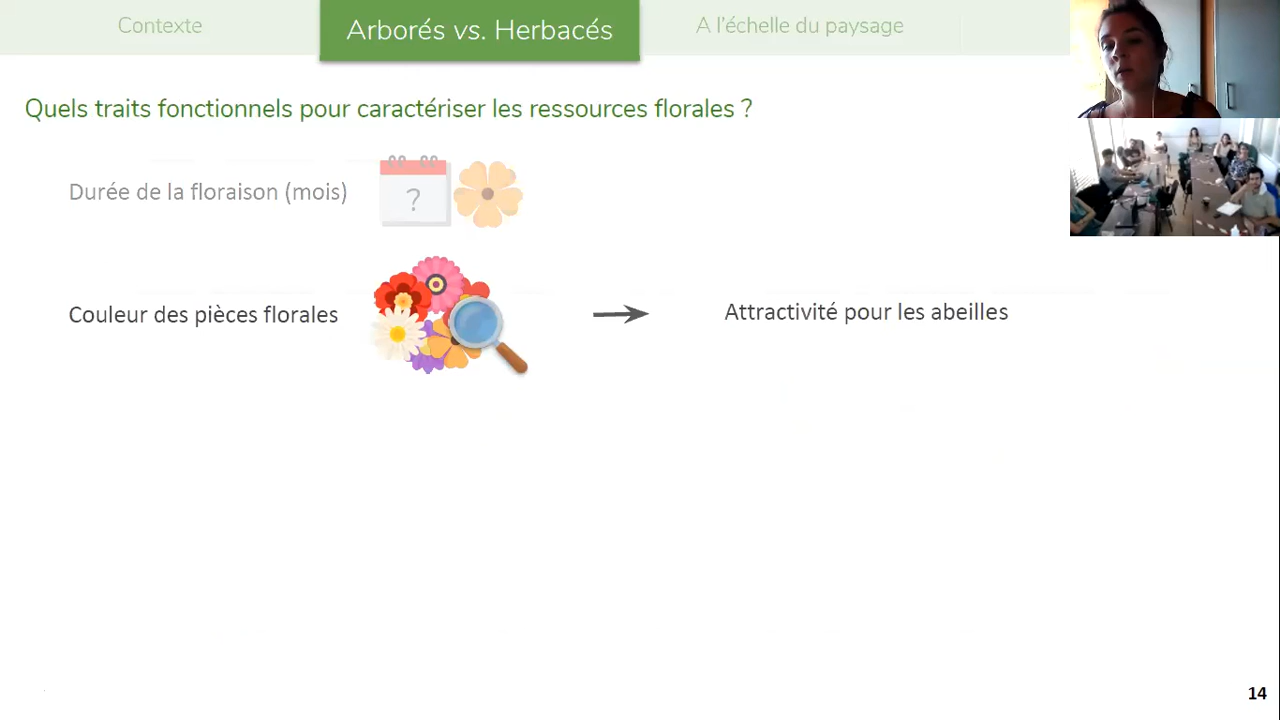 Contexte
Arborés vs. Herbacés
A l'échelle du paysage
Quels traits fonctionnels pour caractériser les ressources florales ?
Durée de la floraison (mois)
?
Couleur des pièces florales
Attractivité pour les abeilles
14